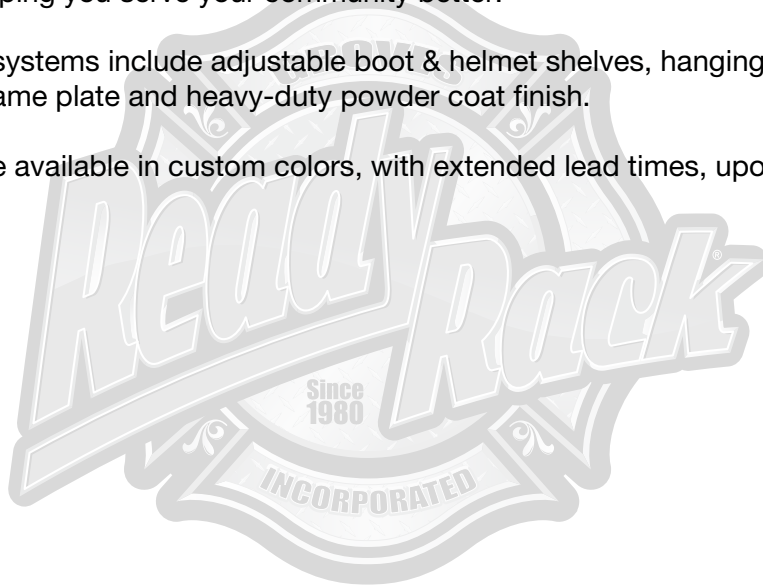 ping you serve your community better.
systems include adjustable boot & helmet shelves, hanging
ame plate and heavy-duty powder coat finish.
e available in custom colors, with extended lead times, upo
Ready
Rack®
Since
1980
INCORPORATED